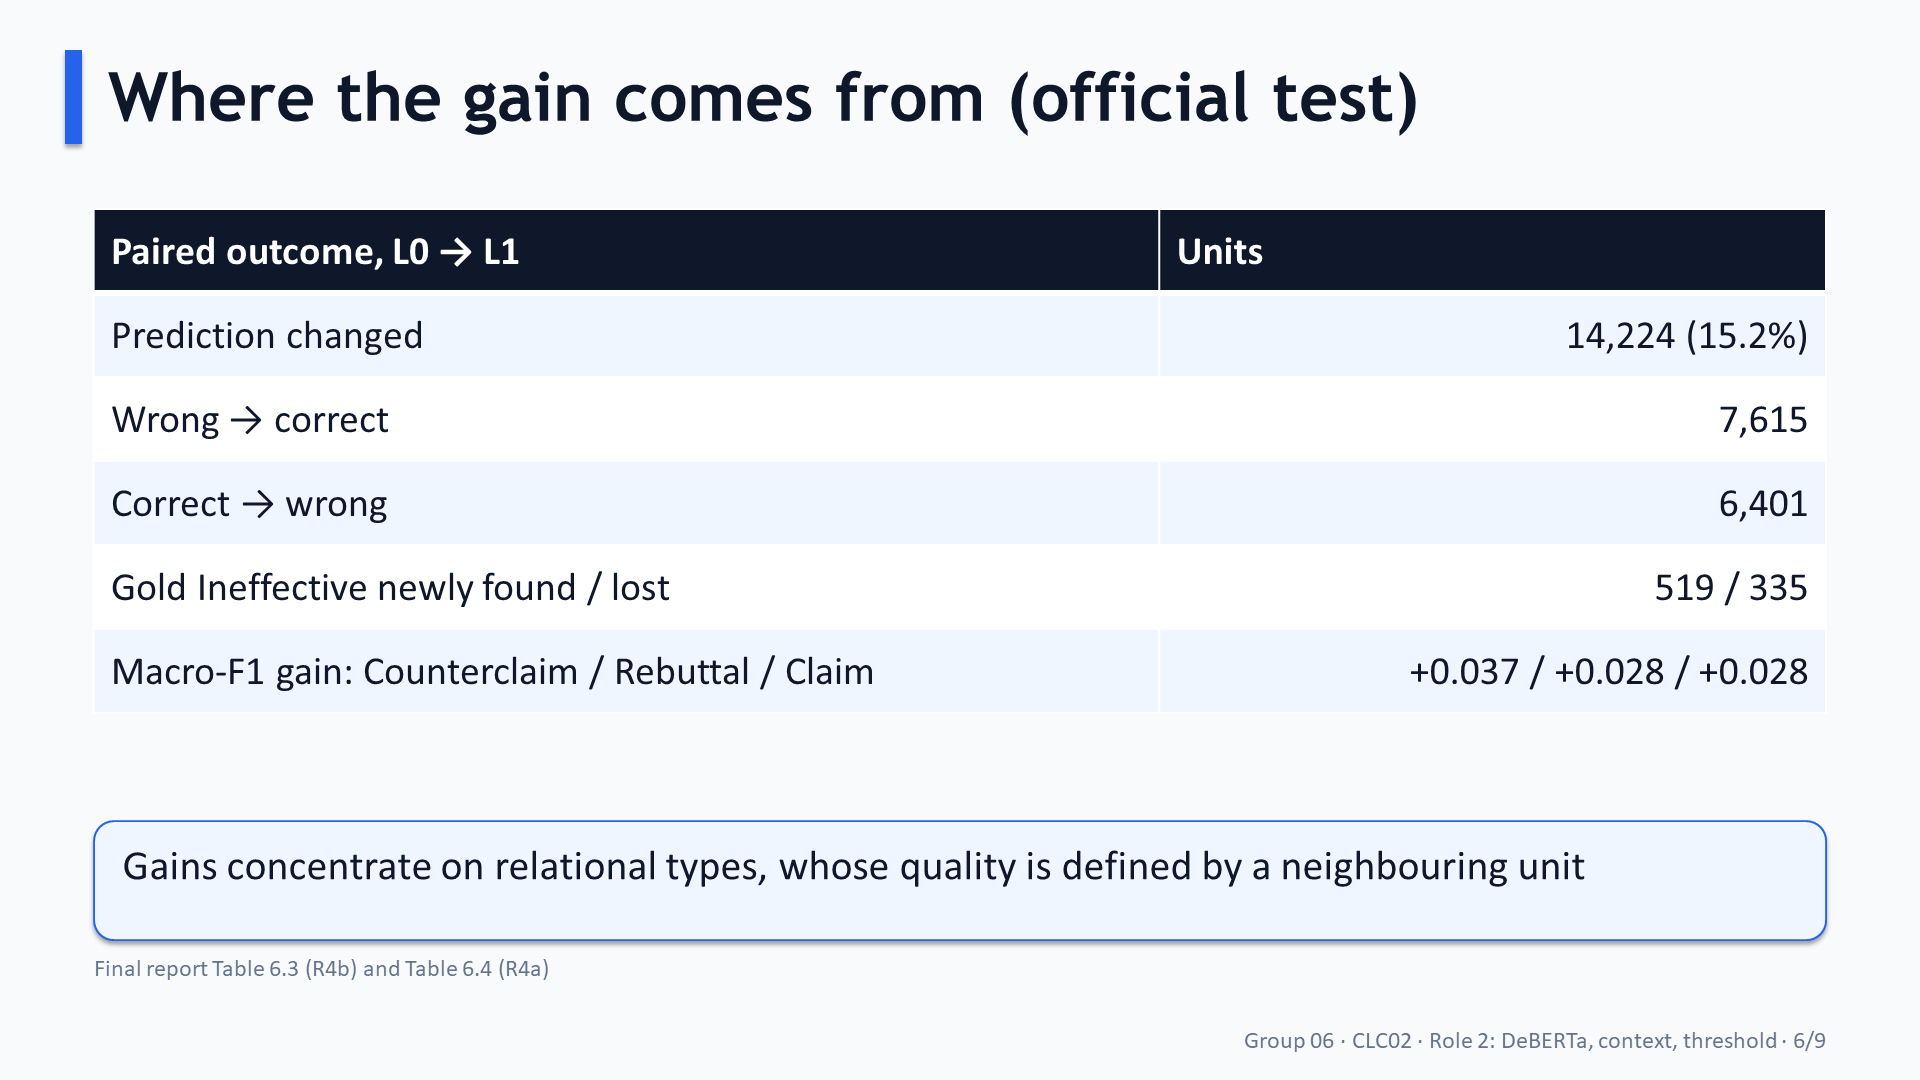 Where the gain comes from (official test)
Paired outcome, L0 → L1
Units
Prediction changed
14,224 (15.2%)
Wrong → correct
7,615
Correct → wrong
6,401
Gold Ineffective newly found / lost
519 / 335
Macro-F1 gain: Counterclaim / Rebuttal / Claim
+0.037 / +0.028 / +0.028
Gains concentrate on relational types, whose quality is defined by a neighbouring unit
Final report Table 6.3 (R4b) and Table 6.4 (R4a)
Group 06 · CLC02 · Role 2: DeBERTa, context, threshold · 6/9